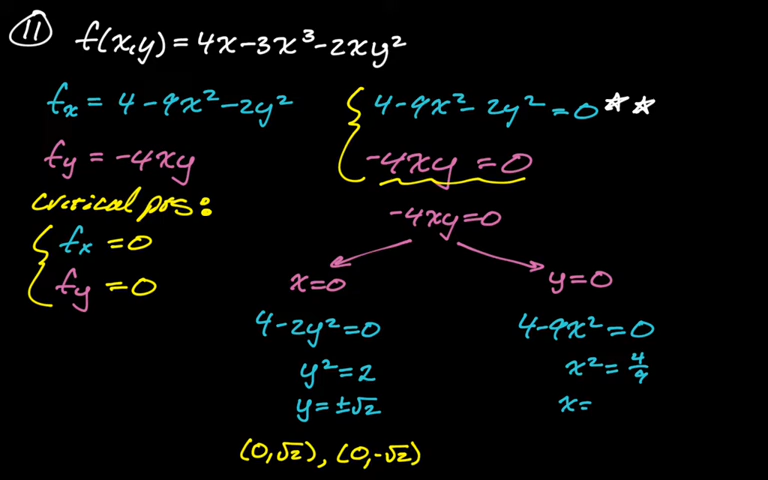 11 f(x,y) = 4x-3x³-2xy²
fx = 4-9x²-2y²
fy = -4xy
critical pts:
fx = 0
fy = 0
4-9x²-2y² = 0 ☆☆
-4xy = 0
-4xy=0
x=0
y=0
4-2y²=0
y²=2
y=±√2
(0,√2), (0,-√2)
4-9x²=0
x²=4/9
x=